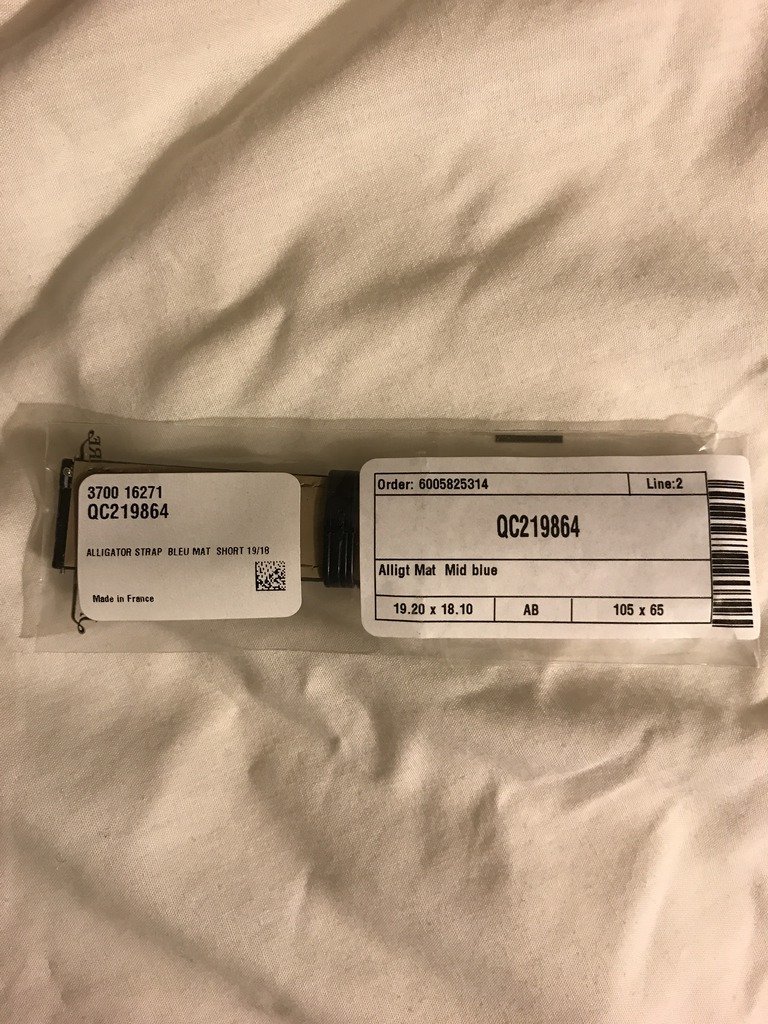 3700 16271
QC219864
ALLIGATOR STRAP BLEU MAT SHORT 19/18
Made in France
Order: 6005825314 Line:2
QC219864
Alligt Mat Mid blue
19.20 x 18.10 AB 105 x 65